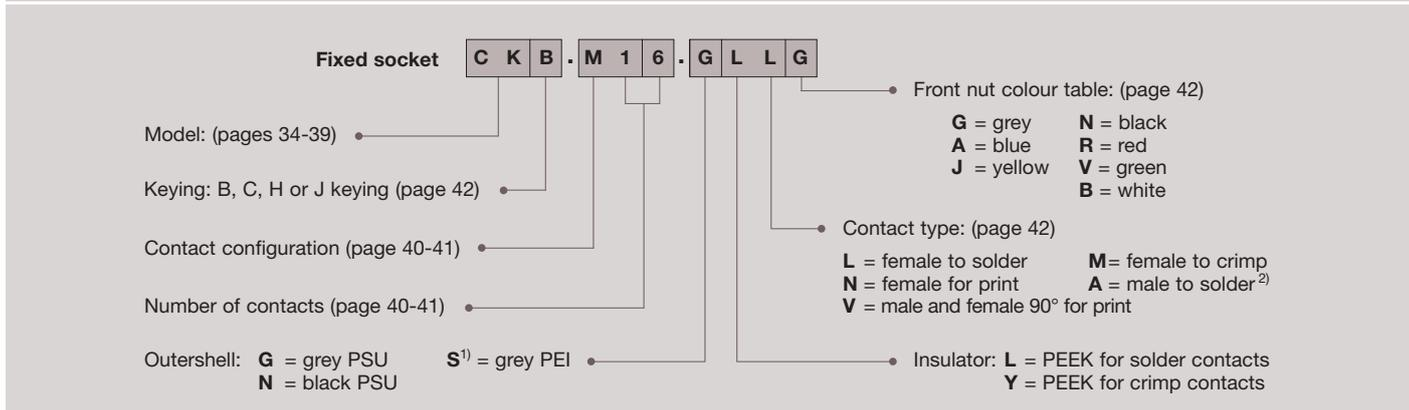 Fixed socket C K B . M 1 6 . G L L G
Front nut colour table: (page 42)
G = grey N = black
A = blue R = red
J = yellow V = green
B = white
Model: (pages 34-39)
Keying: B, C, H or J keying (page 42)
Contact configuration (page 40-41)
Number of contacts (page 40-41)
Contact type: (page 42)
L = female to solder M= female to crimp
N = female for print A = male to solder 2)
V = male and female 90° for print
Outershell: G = grey PSU S1) = grey PEI
N = black PSU
Insulator: L = PEEK for solder contacts
Y = PEEK for crimp contacts